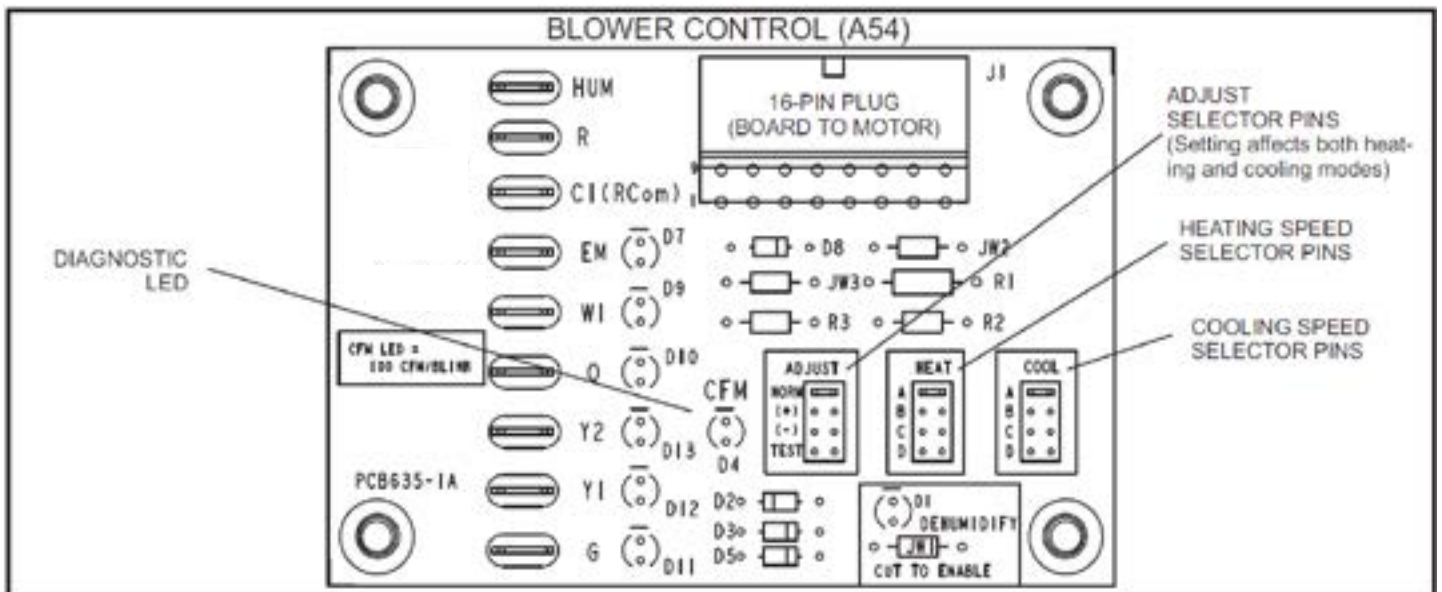 BLOWER CONTROL (A54)
HUM
R
C1(RCom)
EM
W1
O
Y2
Y1
G
J1
16-PIN PLUG
(BOARD TO MOTOR)
9
1
D7
D9
D10
D13
D12
D11
D8
JW2
JW3
R1
R3
R2
CFM LED =
100 CFM/BLINK
PCB635-1A
CFM
D4
D2
D3
D5
ADJUST
NORM
(+)
(-)
TEST
HEAT
A
B
C
D
COOL
A
B
C
D
D1
DEHUMIDIFY
JW1
CUT TO ENABLE
DIAGNOSTIC
LED
ADJUST
SELECTOR PINS
(Setting affects both heat-
ing and cooling modes)
HEATING SPEED
SELECTOR PINS
COOLING SPEED
SELECTOR PINS